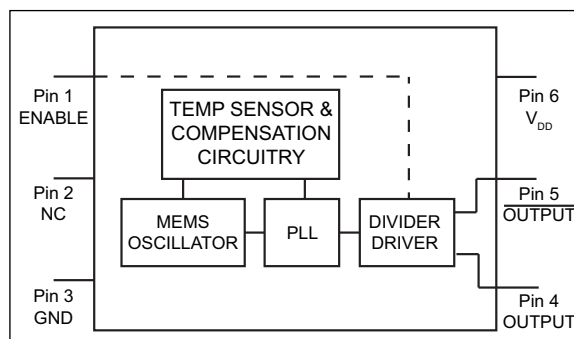 Pin 1
ENABLE
Pin 2
NC
Pin 3
GND
TEMP SENSOR &
COMPENSATION
CIRCUITRY
MEMS
OSCILLATOR
PLL
DIVIDER
DRIVER
Pin 6
VDD
Pin 5
OUTPUT
Pin 4
OUTPUT